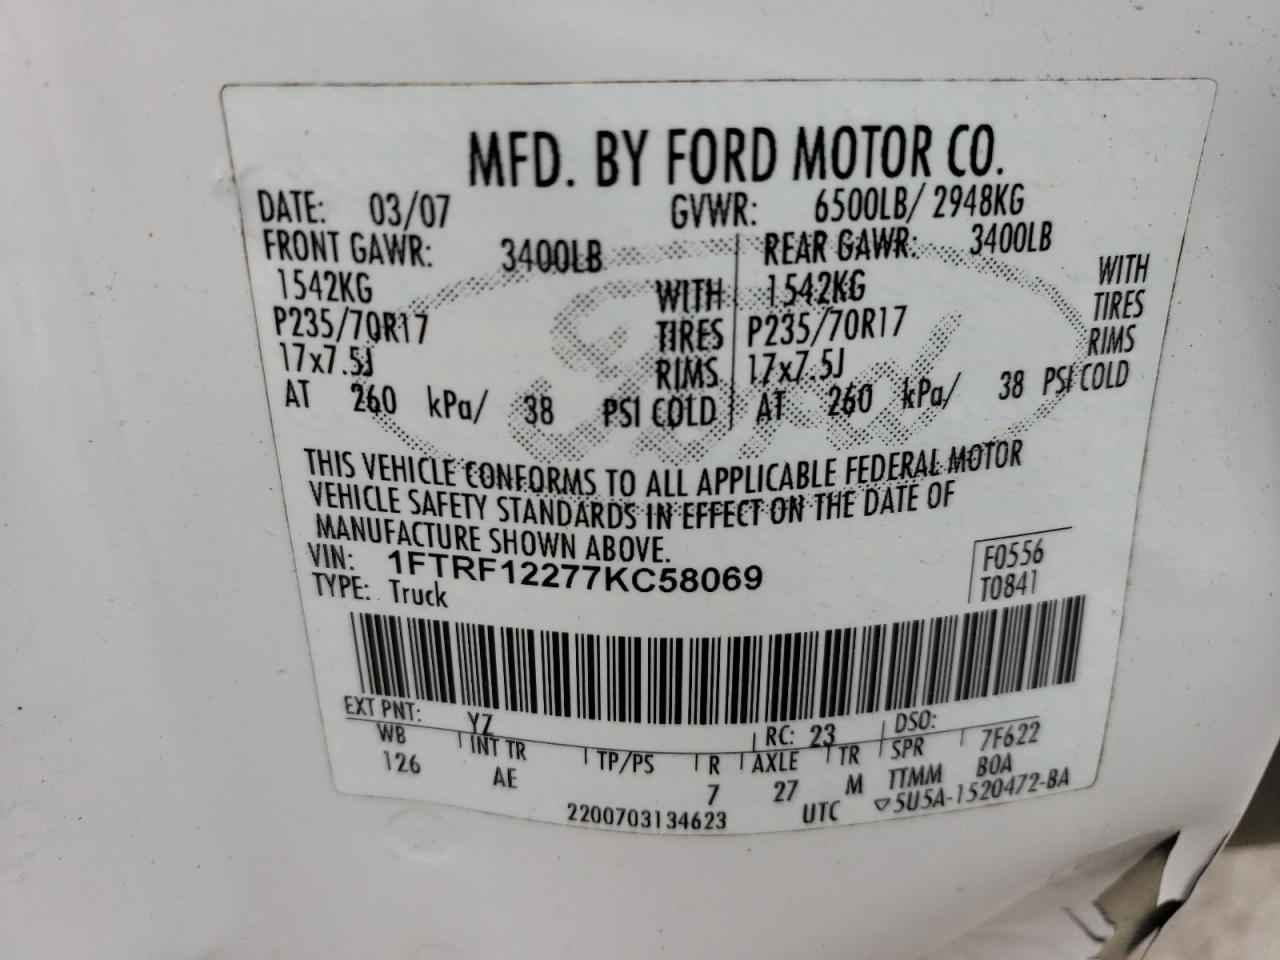 MFD. BY FORD MOTOR CO.
DATE: 03/07 GVWR: 6500LB/ 2948KG
FRONT GAWR: 3400LB REAR GAWR: 3400LB
1542KG WITH 1542KG WITH
P235/70R17 TIRES P235/70R17 TIRES
17x7.5J RIMS 17x7.5J RIMS
AT 260 kPa/ 38 PSI COLD AT 260 kPa/ 38 PSI COLD
Ford
THIS VEHICLE CONFORMS TO ALL APPLICABLE FEDERAL MOTOR
VEHICLE SAFETY STANDARDS IN EFFECT ON THE DATE OF
MANUFACTURE SHOWN ABOVE.
VIN: 1FTRF12277KC58069 F0556
TYPE: Truck T0841
EXT PNT: YZ RC: 23 DSO:
WB INT TR TP/PS R AXLE TR SPR 7F622
126 AE 7 27 M TTMM BOA
2200703134623 UTC ▽5U5A-1520472-BA